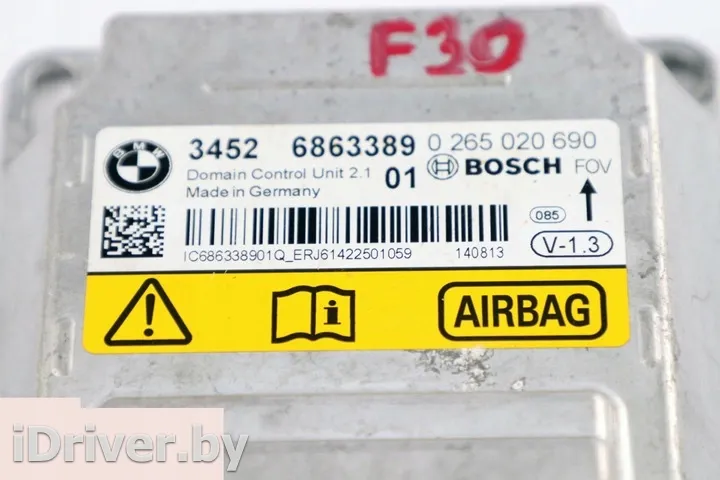 F30
BMW
3452 6863389 0 265 020 690
Domain Control Unit 2.1 01 BOSCH FOV
Made in Germany
085
V-1.3
IC686338901Q_ERJ61422501059 140813
i AIRBAG
iDriver.by